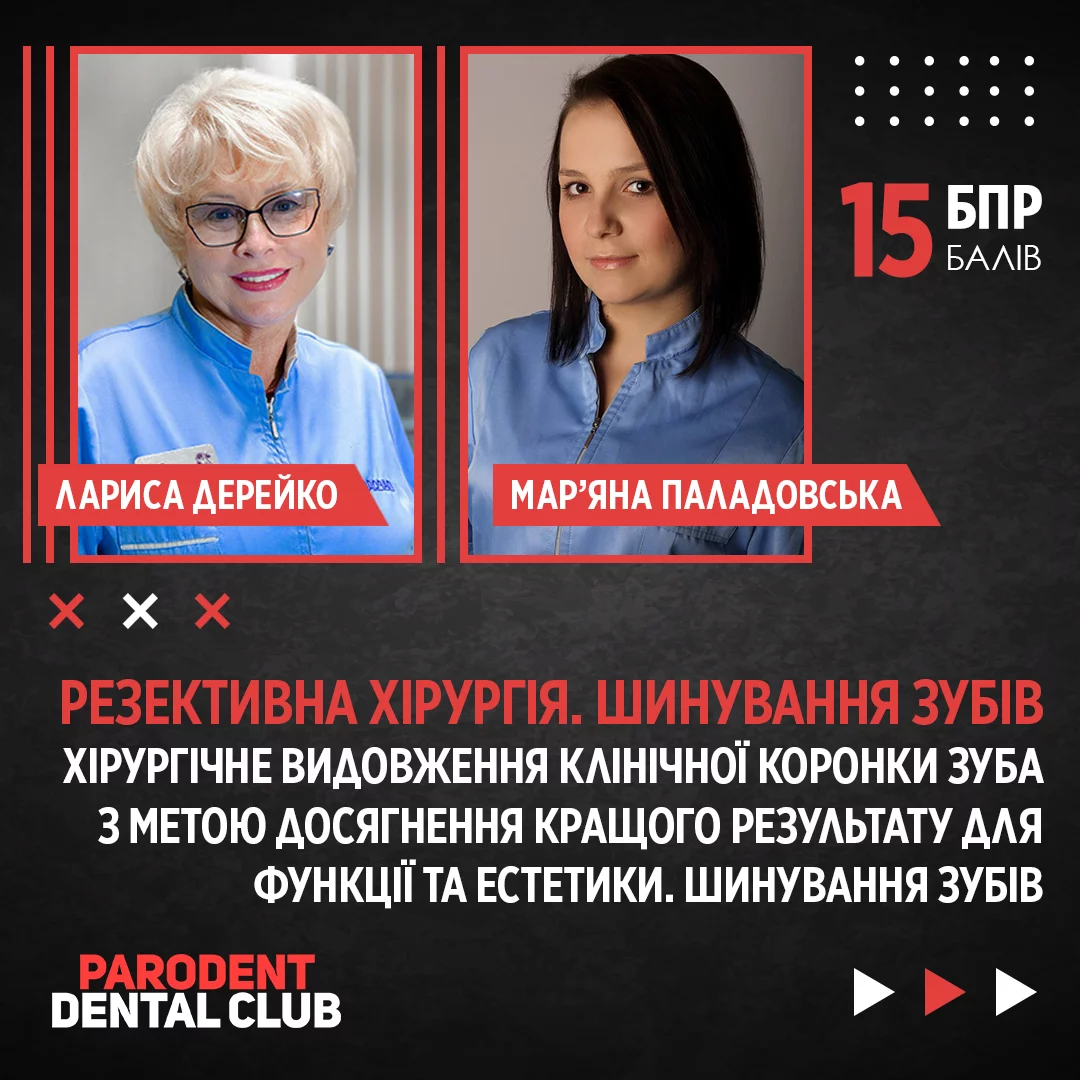 15 БПР
БАЛІВ
ЛАРИСА ДЕРЕЙКО
МАР’ЯНА ПАЛАДОВСЬКА
РЕЗЕКТИВНА ХІРУРГІЯ. ШИНУВАННЯ ЗУБІВ
ХІРУРГІЧНЕ ВИДОВЖЕННЯ КЛІНІЧНОЇ КОРОНКИ ЗУБА
З МЕТОЮ ДОСЯГНЕННЯ КРАЩОГО РЕЗУЛЬТАТУ ДЛЯ
ФУНКЦІЇ ТА ЕСТЕТИКИ. ШИНУВАННЯ ЗУБІВ
PARODENT
DENTAL CLUB